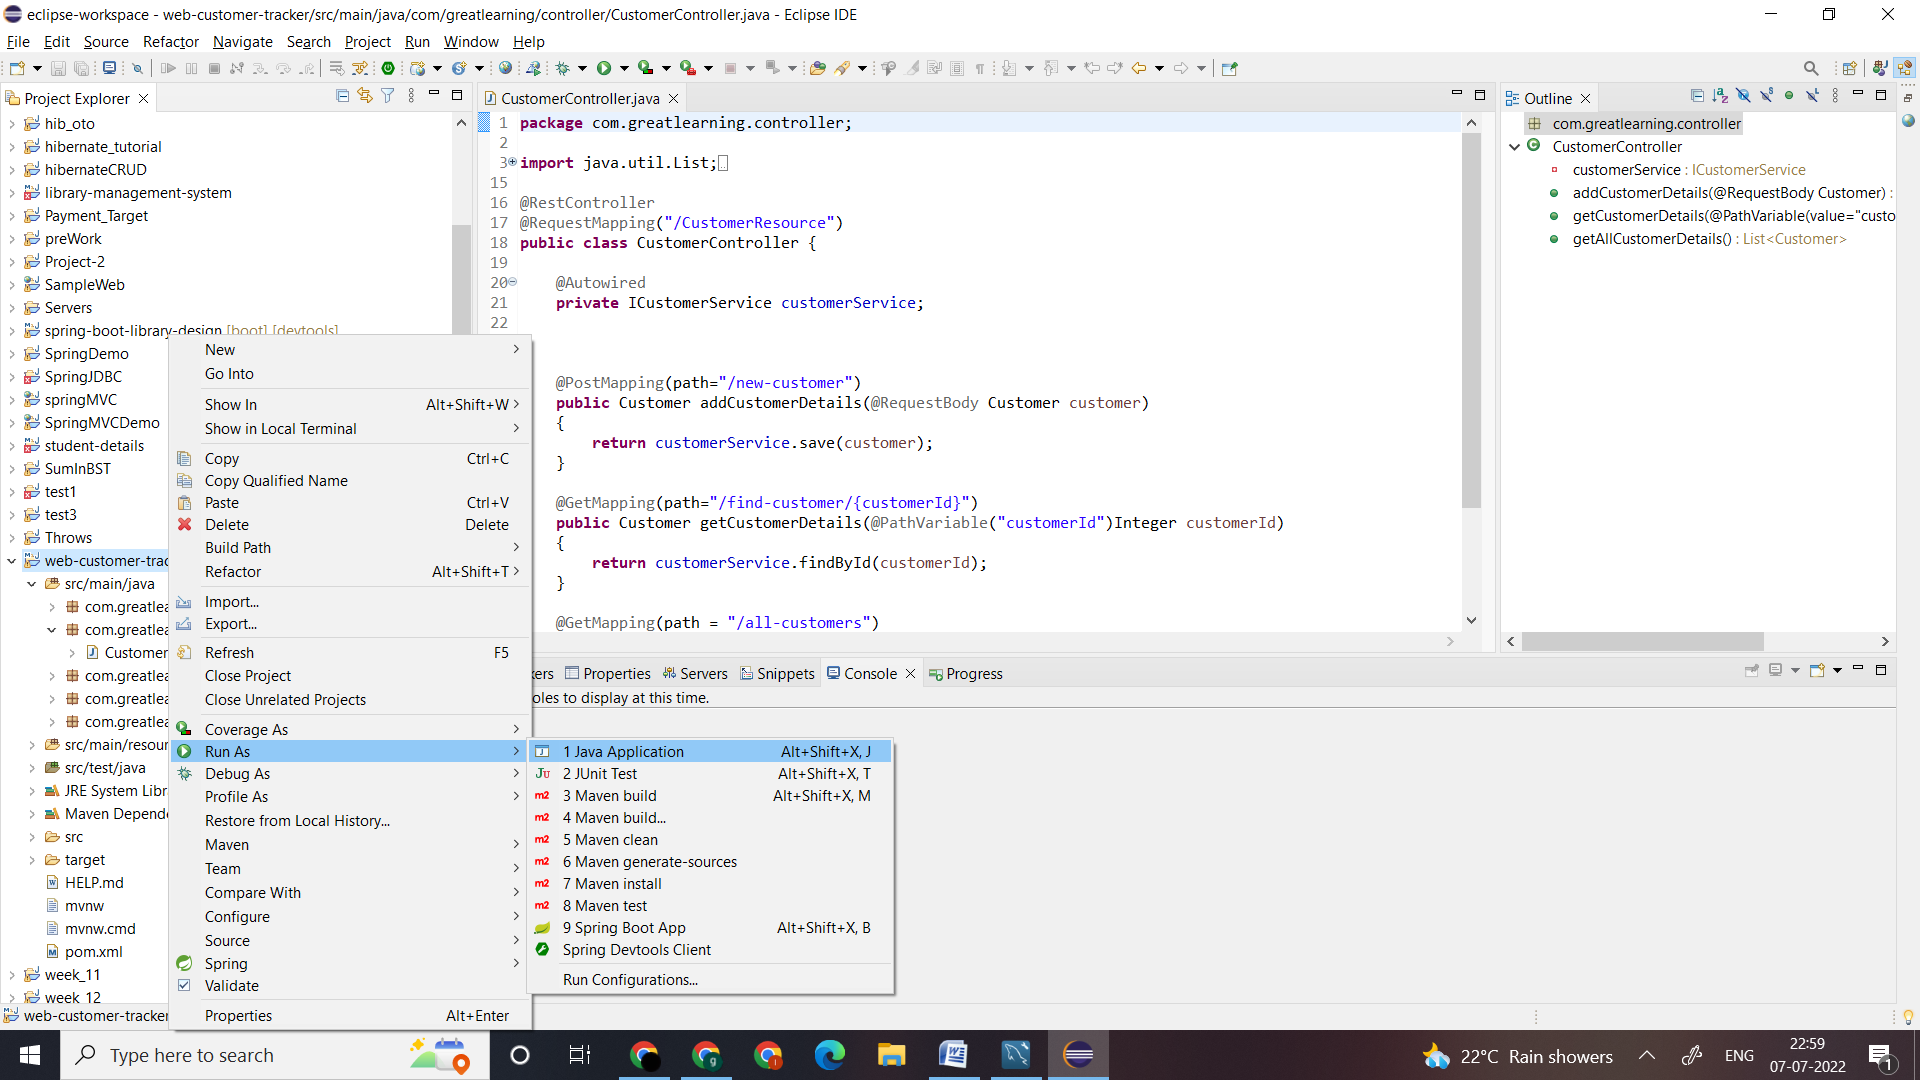 eclipse-workspace - web-customer-tracker/src/main/java/com/greatlearning/controller/CustomerController.java - Eclipse IDE
File Edit Source Refactor Navigate Search Project Run Window Help
Project Explorer
hib_oto
hibernate_tutorial
hibernateCRUD
library-management-system
Payment_Target
preWork
Project-2
SampleWeb
Servers
spring-boot-library-design [boot] [devtools]
SpringDemo
SpringJDBC
springMVC
SpringMVCDemo
student-details
SumInBST
test1
test3
Throws
web-customer-trac
src/main/java
com.greatlea
com.greatlea
Customer
com.greatlea
com.greatlea
com.greatlea
src/main/resour
src/test/java
JRE System Libr
Maven Depende
src
target
HELP.md
mvnw
mvnw.cmd
pom.xml
week_11
week_12
web-customer-tracker
New
Go Into
Show In Alt+Shift+W
Show in Local Terminal
Copy Ctrl+C
Copy Qualified Name
Paste Ctrl+V
Delete Delete
Build Path
Refactor Alt+Shift+T
Import...
Export...
Refresh F5
Close Project
Close Unrelated Projects
Coverage As
Run As
Debug As
Profile As
Restore from Local History...
Maven
Team
Compare With
Configure
Source
Spring
Validate
Properties Alt+Enter
1 Java Application Alt+Shift+X, J
2 JUnit Test Alt+Shift+X, T
3 Maven build Alt+Shift+X, M
4 Maven build...
5 Maven clean
6 Maven generate-sources
7 Maven install
8 Maven test
9 Spring Boot App Alt+Shift+X, B
Spring Devtools Client
Run Configurations...
CustomerController.java
1 package com.greatlearning.controller;
2
3 import java.util.List;
15
16 @RestController
17 @RequestMapping("/CustomerResource")
18 public class CustomerController {
19
20 @Autowired
21 private ICustomerService customerService;
22
@PostMapping(path="/new-customer")
public Customer addCustomerDetails(@RequestBody Customer customer)
{
return customerService.save(customer);
}
@GetMapping(path="/find-customer/{customerId}")
public Customer getCustomerDetails(@PathVariable("customerId")Integer customerId)
{
return customerService.findById(customerId);
}
@GetMapping(path = "/all-customers")
kers Properties Servers Snippets Console Progress
oles to display at this time.
Outline
com.greatlearning.controller
CustomerController
customerService : ICustomerService
addCustomerDetails(@RequestBody Customer) :
getCustomerDetails(@PathVariable(value="custo
getAllCustomerDetails() : List<Customer>
Type here to search
22°C Rain showers
ENG
22:59
07-07-2022
1